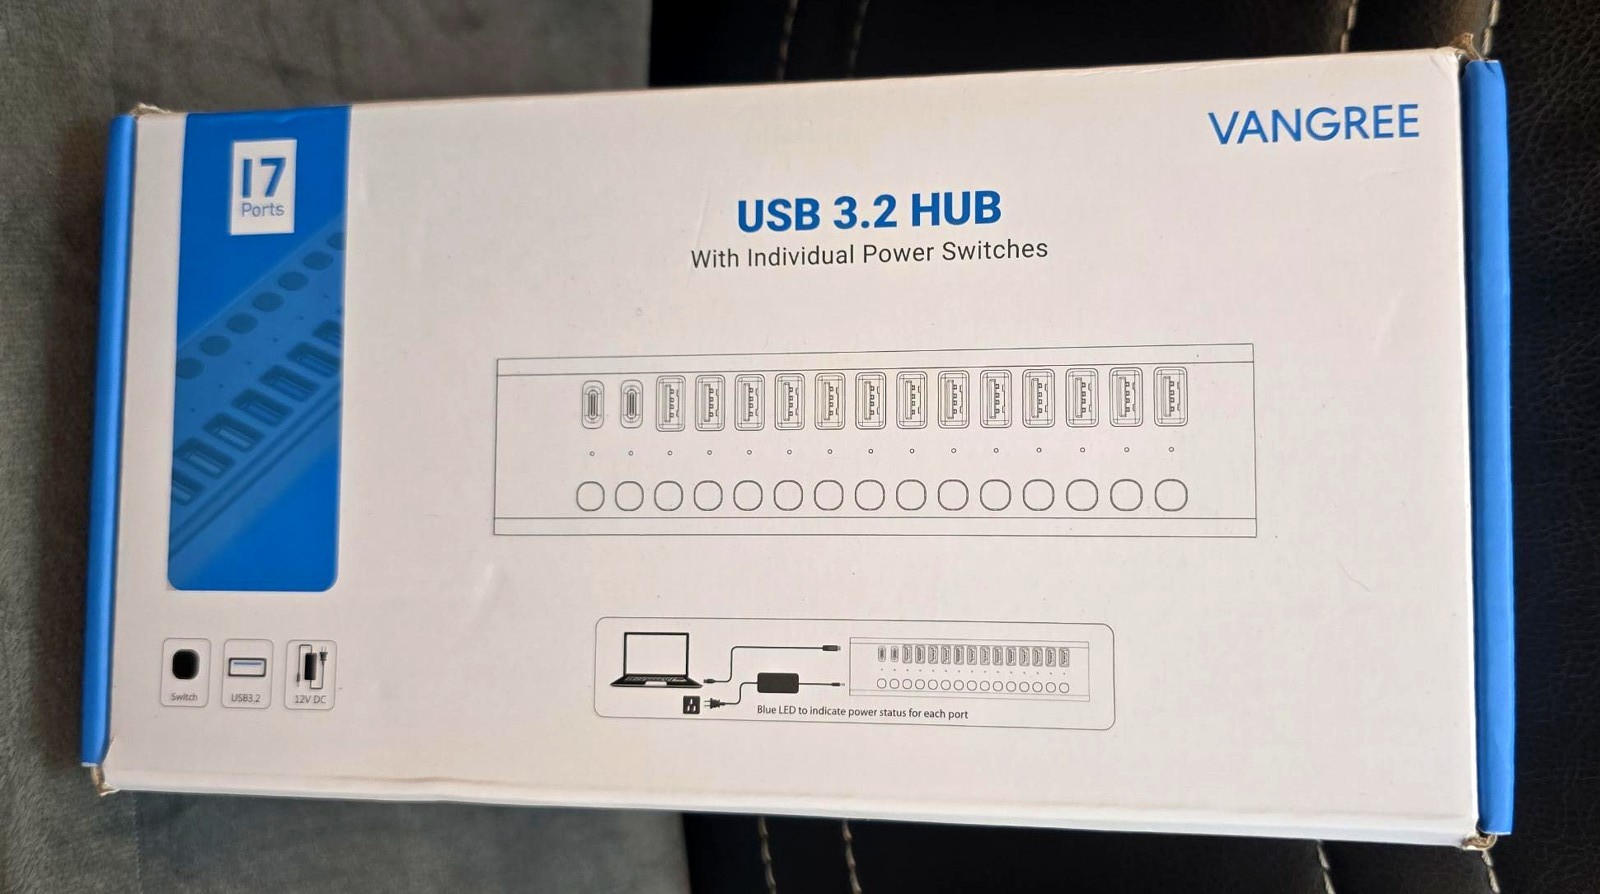 17
Ports
VANGREE
USB 3.2 HUB
With Individual Power Switches
Switch
USB3.2
12V DC
Blue LED to indicate power status for each port